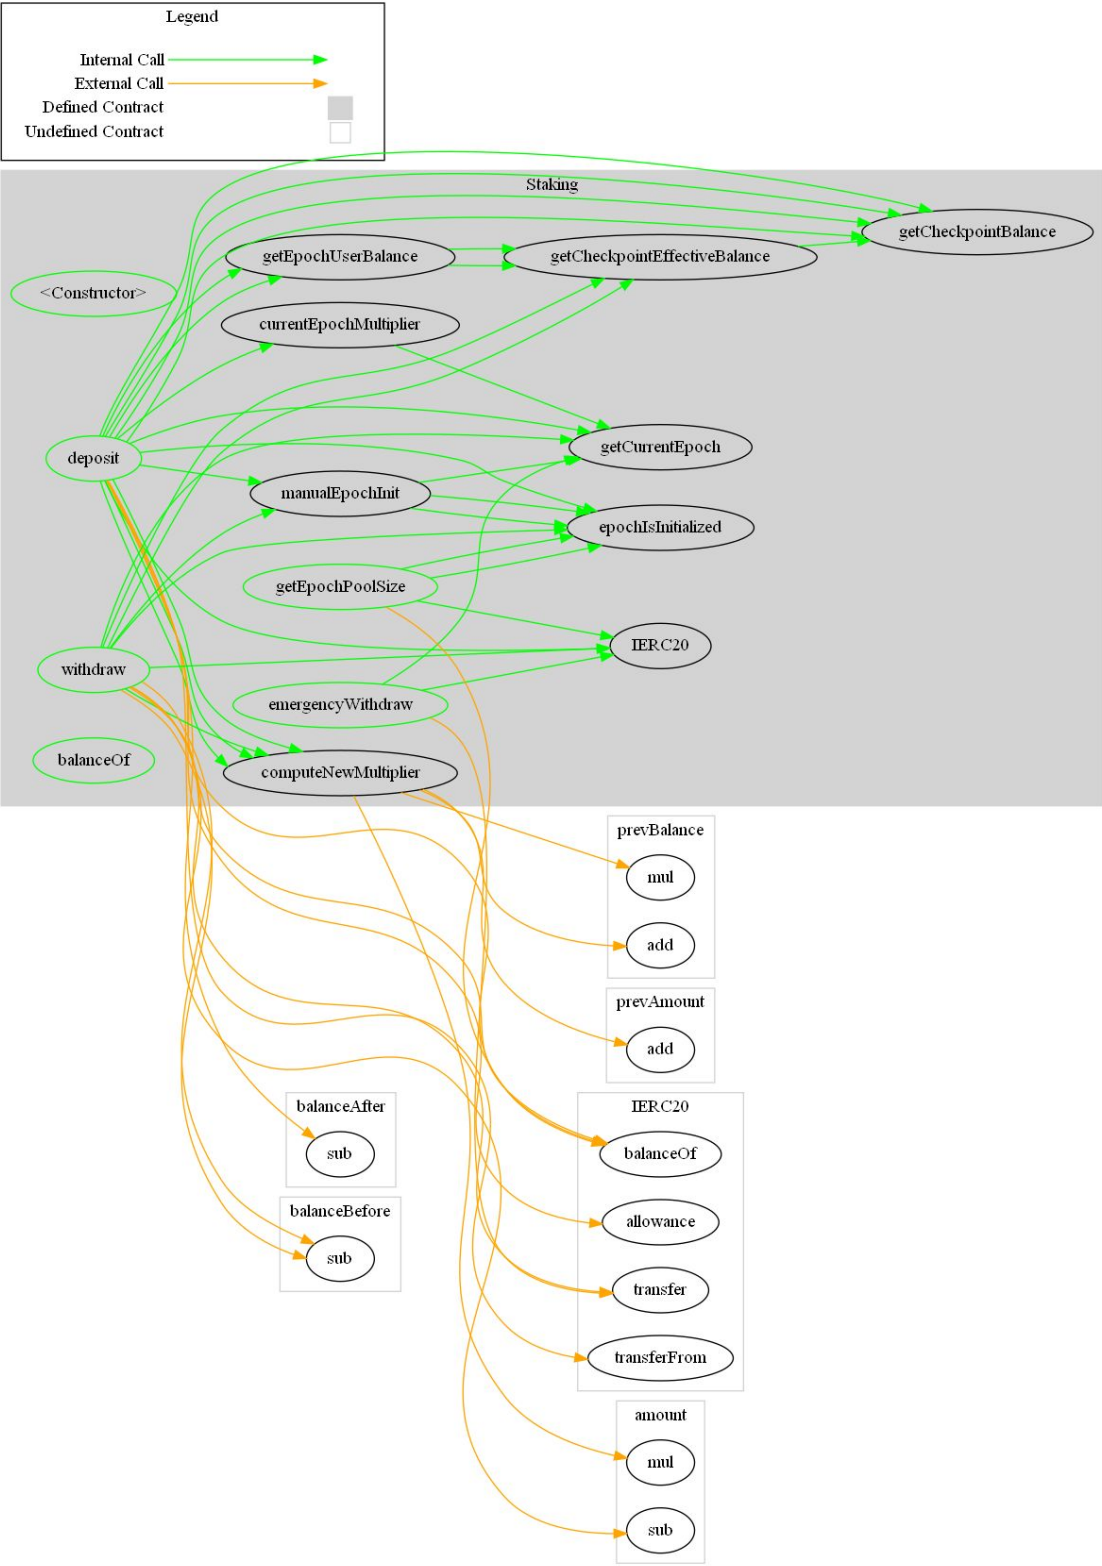 Legend
Internal Call
External Call
Defined Contract
Undefined Contract
Staking
getCheckpointBalance
getEpochUserBalance
getCheckpointEffectiveBalance
<Constructor>
currentEpochMultiplier
getCurrentEpoch
deposit
manualEpochInit
epochIsInitialized
getEpochPoolSize
IERC20
withdraw
emergencyWithdraw
balanceOf
computeNewMultiplier
prevBalance
mul
add
prevAmount
add
balanceAfter
sub
balanceBefore
sub
IERC20
balanceOf
allowance
transfer
transferFrom
amount
mul
sub